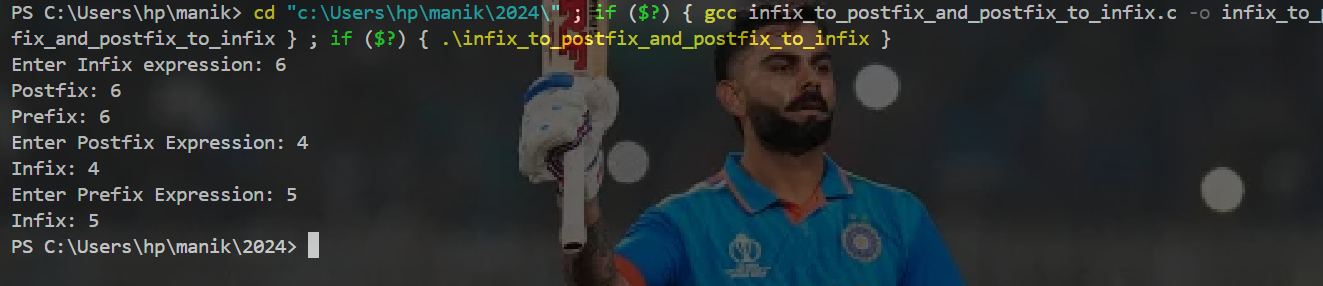 PS C:\Users\hp\manik> cd "c:\Users\hp\manik\2024\" ; if ($?) { gcc infix_to_postfix_and_postfix_to_infix.c -o infix_to_p
fix_and_postfix_to_infix } ; if ($?) { .\infix_to_postfix_and_postfix_to_infix }
Enter Infix expression: 6
Postfix: 6
Prefix: 6
Enter Postfix Expression: 4
Infix: 4
Enter Prefix Expression: 5
Infix: 5
PS C:\Users\hp\manik\2024>